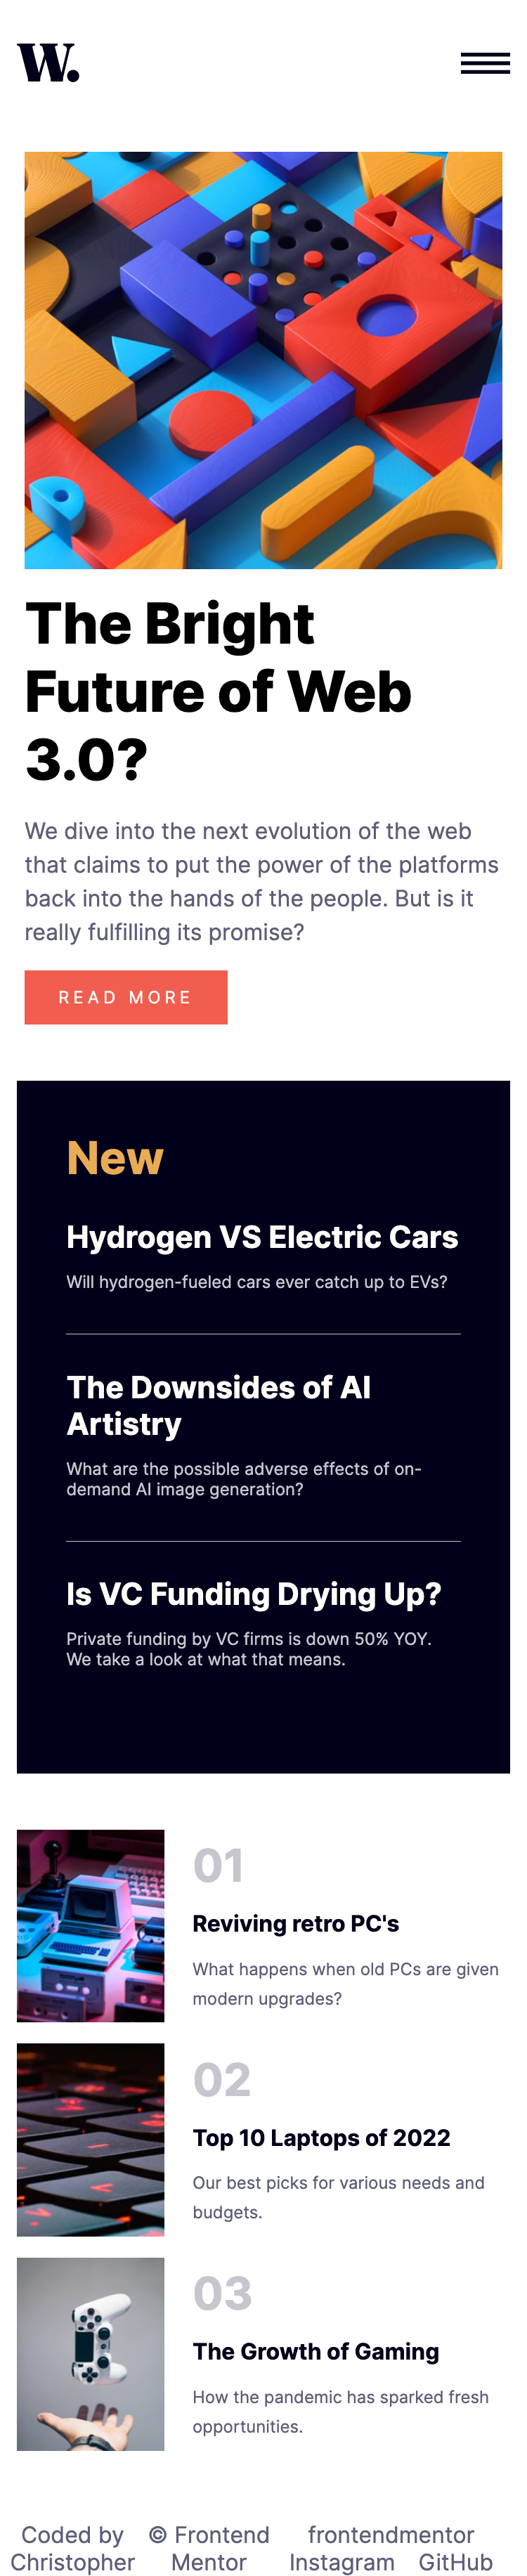 W.
The Bright
Future of Web
3.0?
We dive into the next evolution of the web
that claims to put the power of the platforms
back into the hands of the people. But is it
really fulfilling its promise?
READ MORE
New
Hydrogen VS Electric Cars
Will hydrogen-fueled cars ever catch up to EVs?
The Downsides of AI
Artistry
What are the possible adverse effects of on-
demand AI image generation?
Is VC Funding Drying Up?
Private funding by VC firms is down 50% YOY.
We take a look at what that means.
01
Reviving retro PC's
What happens when old PCs are given
modern upgrades?
02
Top 10 Laptops of 2022
Our best picks for various needs and
budgets.
03
The Growth of Gaming
How the pandemic has sparked fresh
opportunities.
Coded by
Christopher
© Frontend
Mentor
frontendmentor
Instagram
GitHub